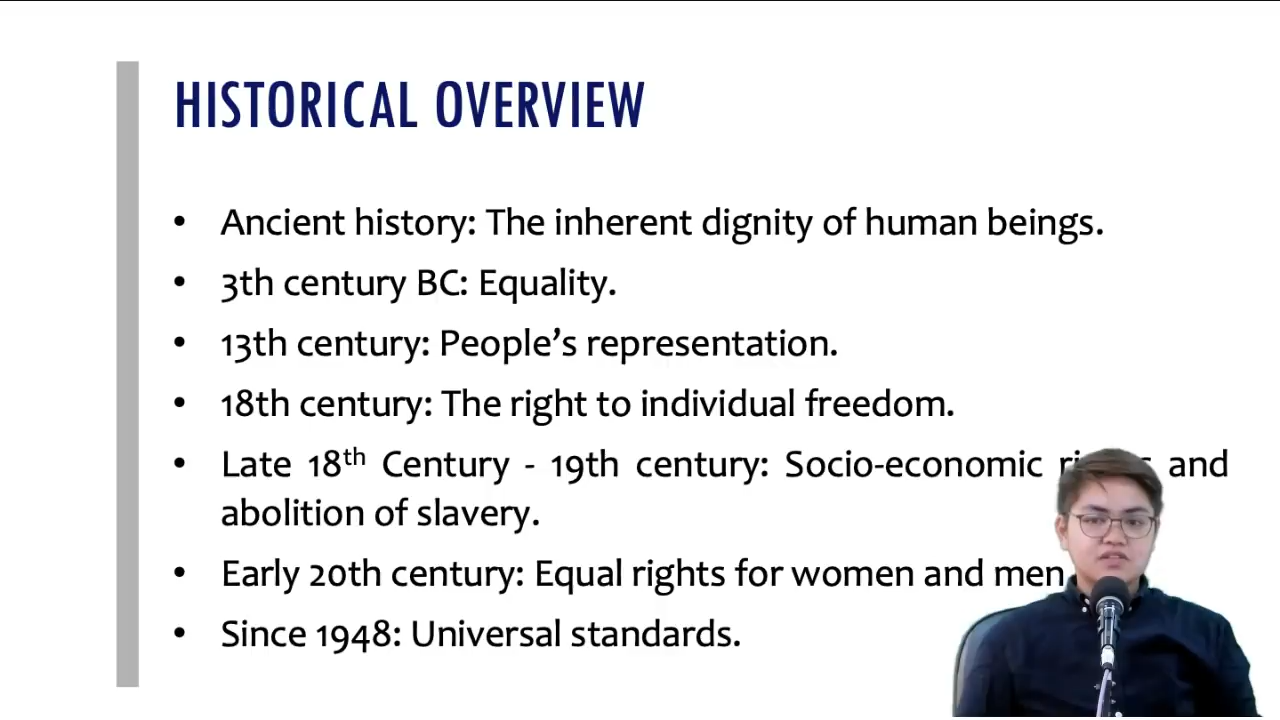 HISTORICAL OVERVIEW
• Ancient history: The inherent dignity of human beings.
• 3th century BC: Equality.
• 13th century: People’s representation.
• 18th century: The right to individual freedom.
• Late 18th Century - 19th century: Socio-economic and
abolition of slavery.
• Early 20th century: Equal rights for women and men
• Since 1948: Universal standards.